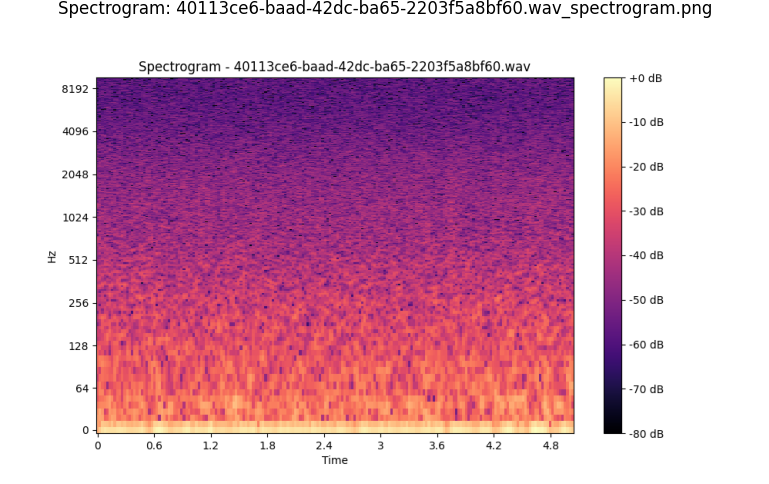 Spectrogram: 40113ce6-baad-42dc-ba65-2203f5a8bf60.wav_spectrogram.png
Spectrogram - 40113ce6-baad-42dc-ba65-2203f5a8bf60.wav
8192
4096
2048
1024
512
256
128
64
0
Hz
0 0.6 1.2 1.8 2.4 3 3.6 4.2 4.8
Time
+0 dB
-10 dB
-20 dB
-30 dB
-40 dB
-50 dB
-60 dB
-70 dB
-80 dB